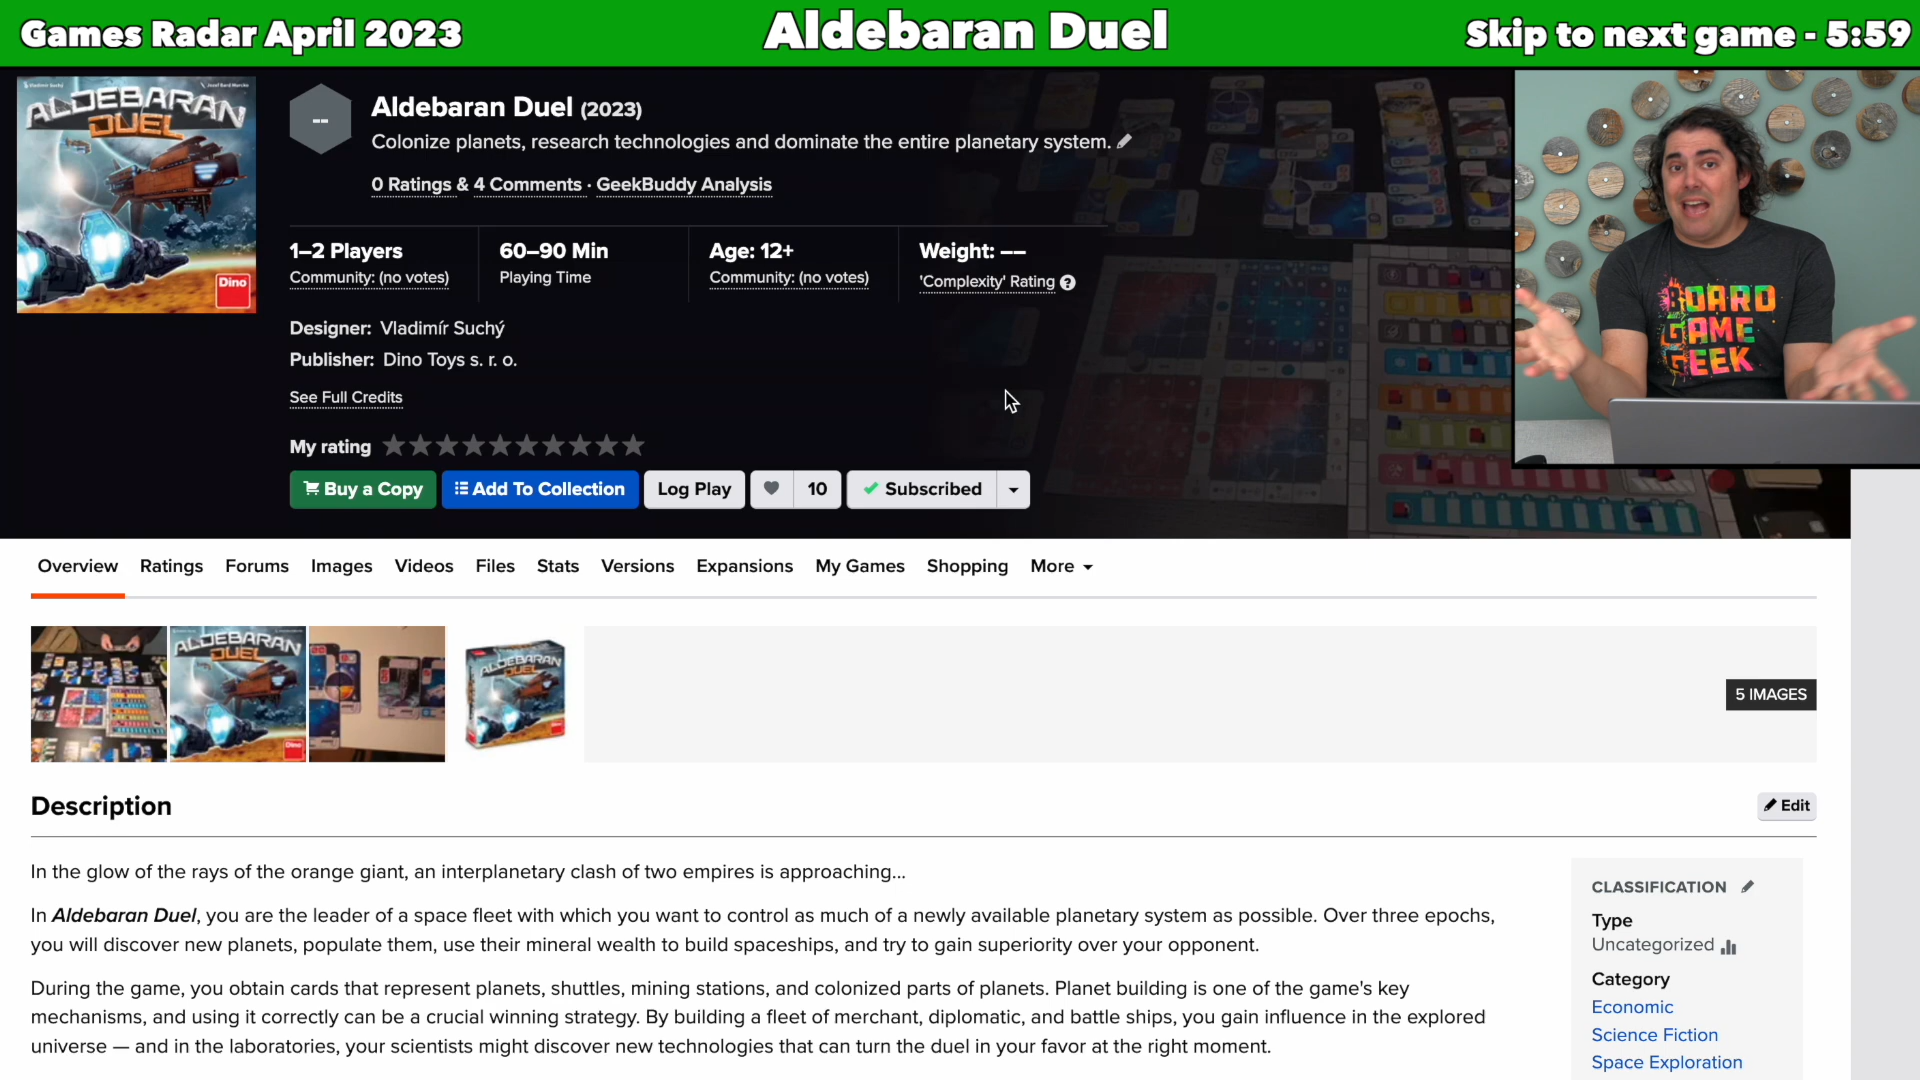 Games Radar April 2023
Aldebaran Duel
Skip to next game - 5:59
ALDEBARAN
DUEL
Dino
--
Aldebaran Duel (2023)
Colonize planets, research technologies and dominate the entire planetary system.
0 Ratings & 4 Comments · GeekBuddy Analysis
1–2 Players
Community: (no votes)
60–90 Min
Playing Time
Age: 12+
Community: (no votes)
Weight: ––
'Complexity' Rating ?
Designer: Vladimír Suchý
Publisher: Dino Toys s. r. o.
See Full Credits
My rating
Buy a Copy
Add To Collection
Log Play
10
Subscribed
BOARD
GAME
GEEK
Overview Ratings Forums Images Videos Files Stats Versions Expansions My Games Shopping More
ALDEBARAN
DUEL
Dino
ALDEBARAN
DUEL
5 IMAGES
Description
Edit
In the glow of the rays of the orange giant, an interplanetary clash of two empires is approaching...
In Aldebaran Duel, you are the leader of a space fleet with which you want to control as much of a newly available planetary system as possible. Over three epochs,
you will discover new planets, populate them, use their mineral wealth to build spaceships, and try to gain superiority over your opponent.
During the game, you obtain cards that represent planets, shuttles, mining stations, and colonized parts of planets. Planet building is one of the game's key
mechanisms, and using it correctly can be a crucial winning strategy. By building a fleet of merchant, diplomatic, and battle ships, you gain influence in the explored
universe — and in the laboratories, your scientists might discover new technologies that can turn the duel in your favor at the right moment.
CLASSIFICATION
Type
Uncategorized
Category
Economic
Science Fiction
Space Exploration